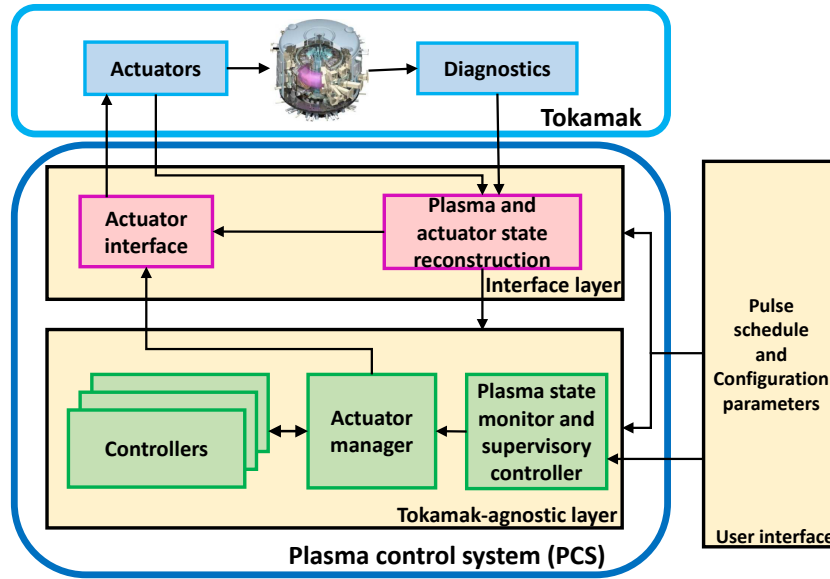 Actuators
Diagnostics
Tokamak
Actuator
interface
Plasma and
actuator state
reconstruction
Interface layer
Controllers
Actuator
manager
Plasma state
monitor and
supervisory
controller
Tokamak-agnostic layer
Plasma control system (PCS)
Pulse
schedule
and
Configuration
parameters
User interface